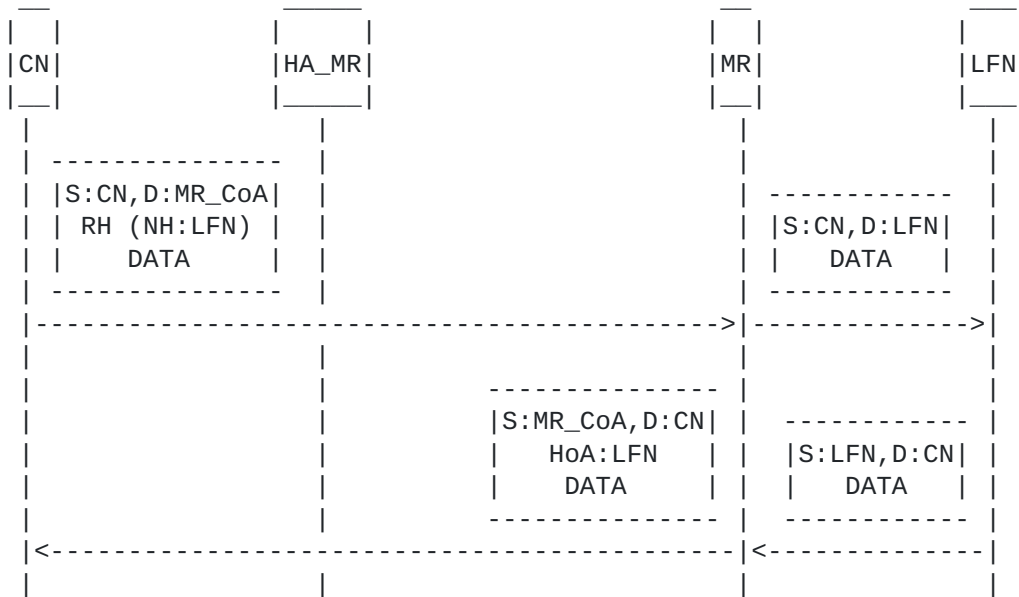 CN HA_MR MR LFN
S:CN,D:MR_CoA
RH (NH:LFN) S:CN,D:LFN
DATA DATA
S:MR_CoA,D:CN
HoA:LFN S:LFN,D:CN
DATA DATA